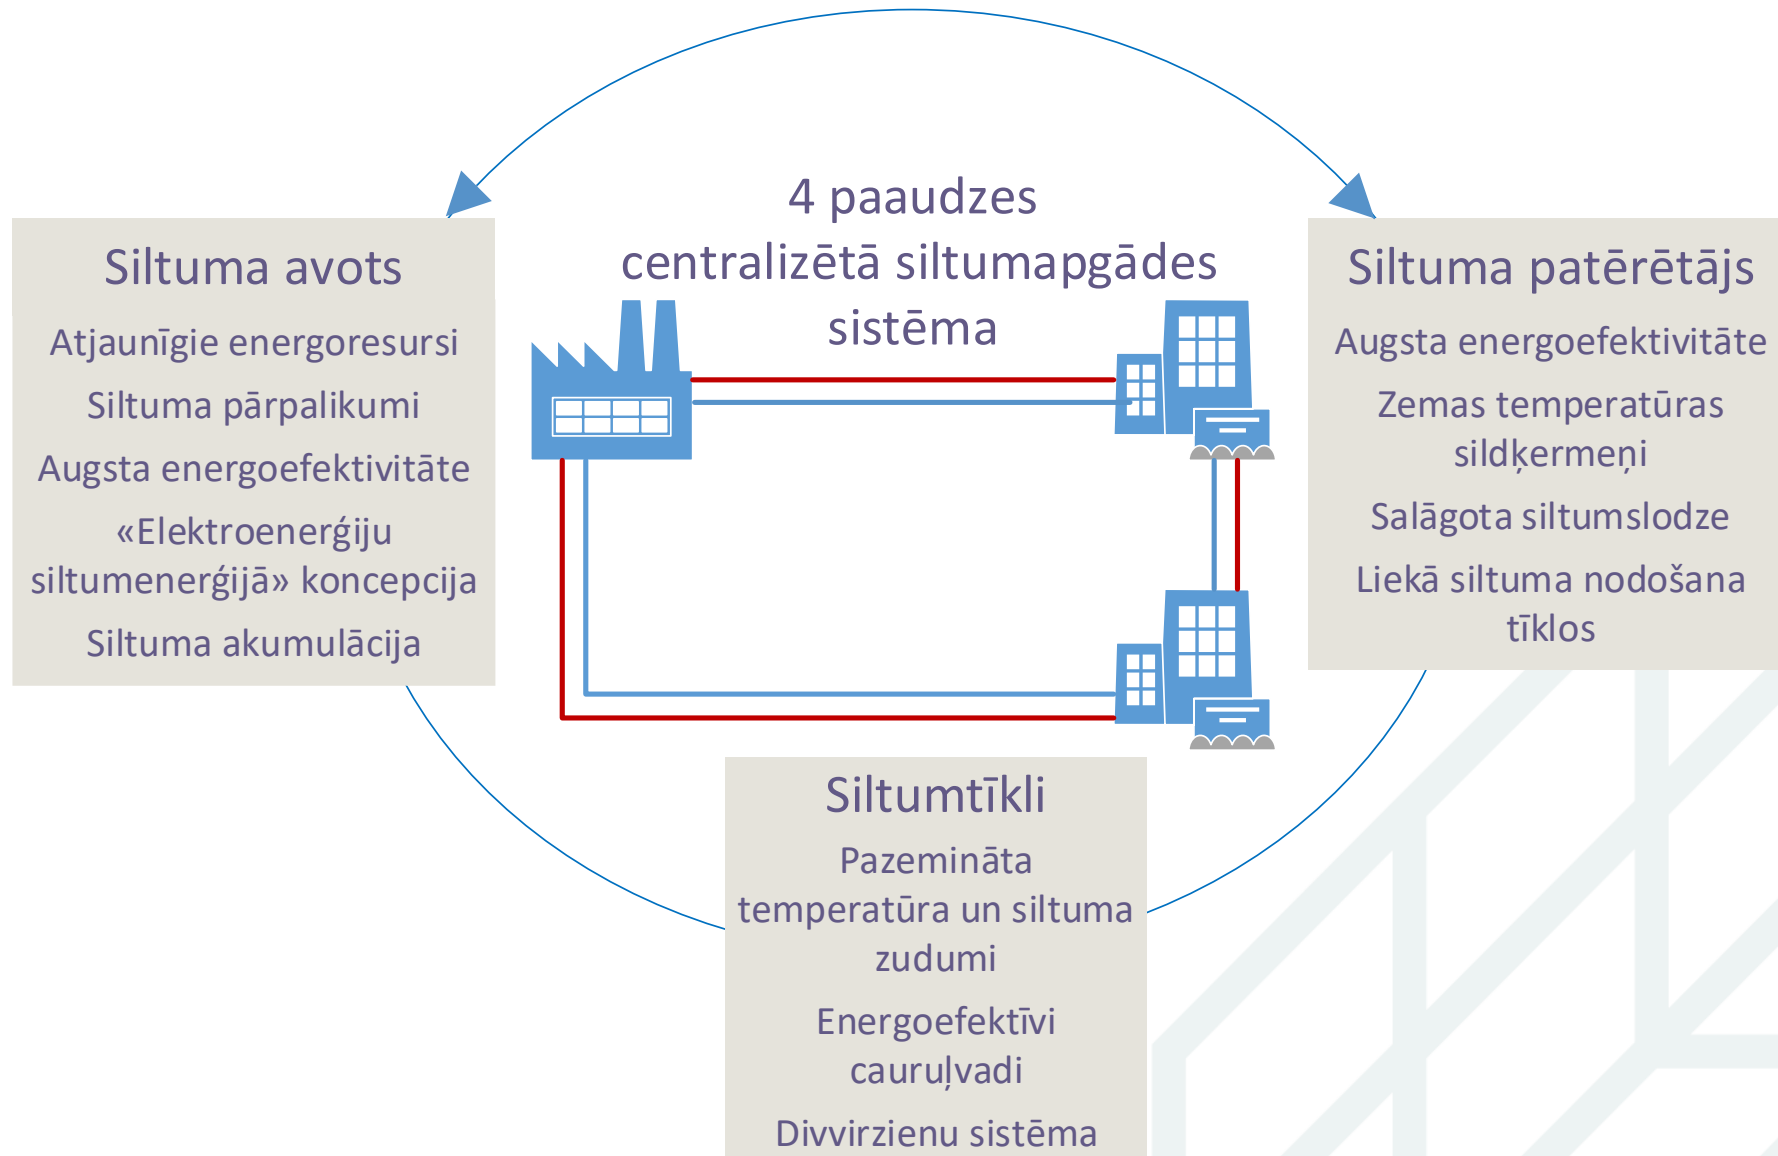 4 paaudzes
centralizētā siltumapgādes
sistēma
Siltuma avots
Atjaunīgie energoresursi
Siltuma pārpalikumi
Augsta energoefektivitāte
«Elektroenerģiju
siltumenerģijā» koncepcija
Siltuma akumulācija
Siltuma patērētājs
Augsta energoefektivitāte
Zemas temperatūras
sildķermeņi
Salāgota siltumslodze
Liekā siltuma nodošana
tīklos
Siltumtīkli
Pazemināta
temperatūra un siltuma
zudumi
Energoefektīvi
cauruļvadi
Divvirzienu sistēma